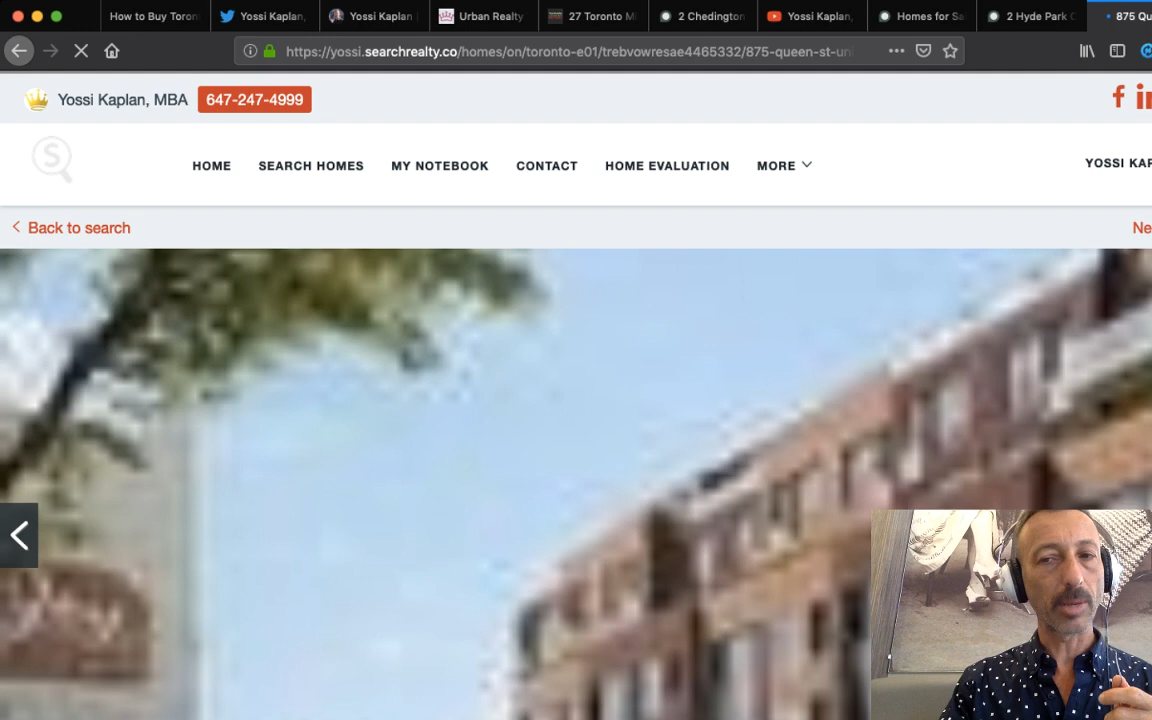 How to Buy Toron
Yossi Kaplan,
Yossi Kaplan |
Urban Realty
27 Toronto Mi
2 Chedington
Yossi Kaplan,
Homes for Sa
2 Hyde Park C
875 Qu
https://yossi.searchrealty.co/homes/on/toronto-e01/trebvowresae4465332/875-queen-st-un
Yossi Kaplan, MBA 647-247-4999
S
HOME SEARCH HOMES MY NOTEBOOK CONTACT HOME EVALUATION MORE
YOSSI KAP
Back to search
Ne